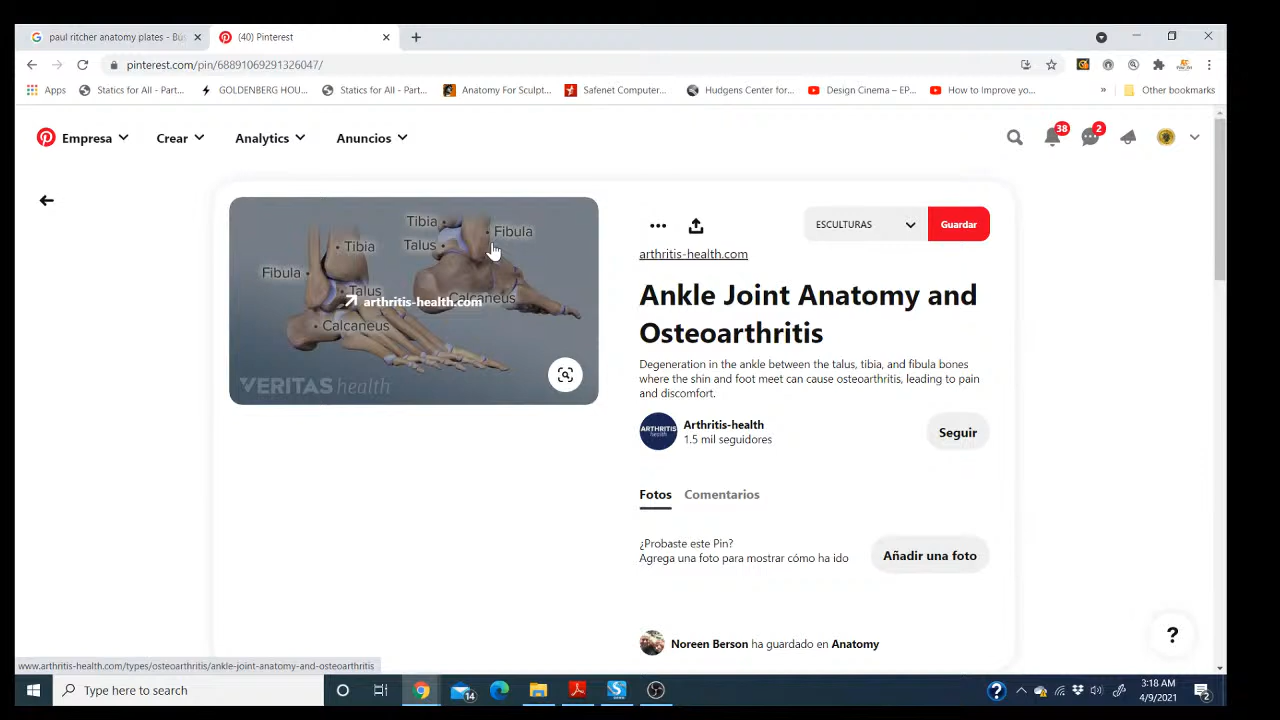 paul ritcher anatomy plates - Bús
(40) Pinterest
pinterest.com/pin/68891069291326047/
Apps
Statics for All - Part...
GOLDENBERG HOU...
Statics for All - Part...
Anatomy For Sculpt...
Safenet Computer...
Hudgens Center for...
Design Cinema – EP...
How to Improve yo...
»
Other bookmarks
Empresa
Crear
Analytics
Anuncios
38
2
Tibia
Fibula
Talus
Tibia
Fibula
Talus
Calcaneus
arthritis-health.com
Calcaneus
VERITAS health
ESCULTURAS
Guardar
arthritis-health.com
Ankle Joint Anatomy and
Osteoarthritis
Degeneration in the ankle between the talus, tibia, and fibula bones
where the shin and foot meet can cause osteoarthritis, leading to pain
and discomfort.
ARTHRITIS
health
Arthritis-health
1.5 mil seguidores
Seguir
Fotos
Comentarios
¿Probaste este Pin?
Agrega una foto para mostrar cómo ha ido
Añadir una foto
Noreen Berson ha guardado en Anatomy
?
www.arthritis-health.com/types/osteoarthritis/ankle-joint-anatomy-and-osteoarthritis
Type here to search
14
3:18 AM
4/9/2021
2